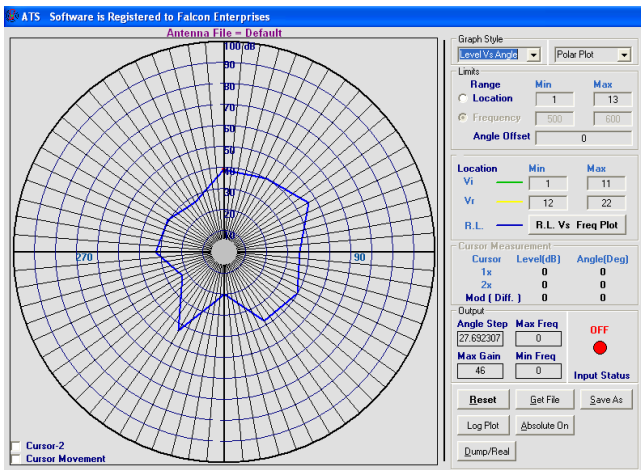 ATS Software is Registered to Falcon Enterprises
Antenna File = Default
100 dB
90
80
70
60
50
40
30
20
10
270
90
Cursor-2
Cursor Movement
Graph Style
Level Vs Angle
Polar Plot
Limits
Range Min Max
Location 1 13
Frequency 500 600
Angle Offset 0
Location Min Max
Vi 1 11
Vr 12 22
R.L. R.L. Vs Freq Plot
Cursor Measurement
Cursor Level(dB) Angle(Deg)
1x 0 0
2x 0 0
Mod ( Diff. ) 0 0
Output
Angle Step Max Freq
27.692307 0
OFF
Max Gain Min Freq
46 0
Input Status
Reset Get File Save As
Log Plot Absolute On
Dump/Real